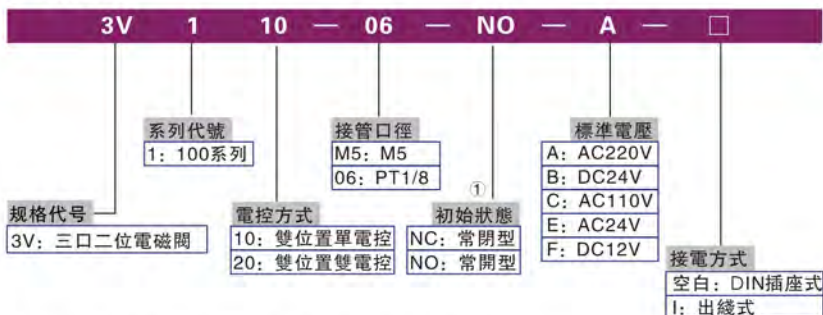 3V 1 10 — 06 — NO — A — □
系列代號
1: 100系列
接管口徑
M5: M5
06: PT1/8
標準電壓
A: AC220V
B: DC24V
C: AC110V
E: AC24V
F: DC12V
①
规格代号
3V: 三口二位電磁閥
電控方式
10: 雙位置單電控
20: 雙位置雙電控
初始狀態
NC: 常閉型
NO: 常開型
接電方式
空白: DIN插座式
I: 出綫式